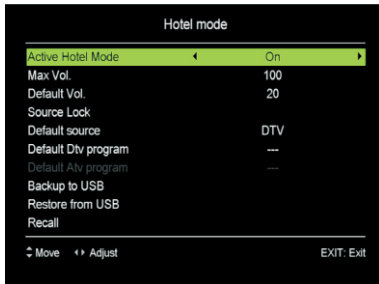 Hotel mode
Active Hotel Mode On
Max Vol. 100
Default Vol. 20
Source Lock
Default source DTV
Default Dtv program ---
Default Atv program ---
Backup to USB
Restore from USB
Recall
Move Adjust EXIT: Exit